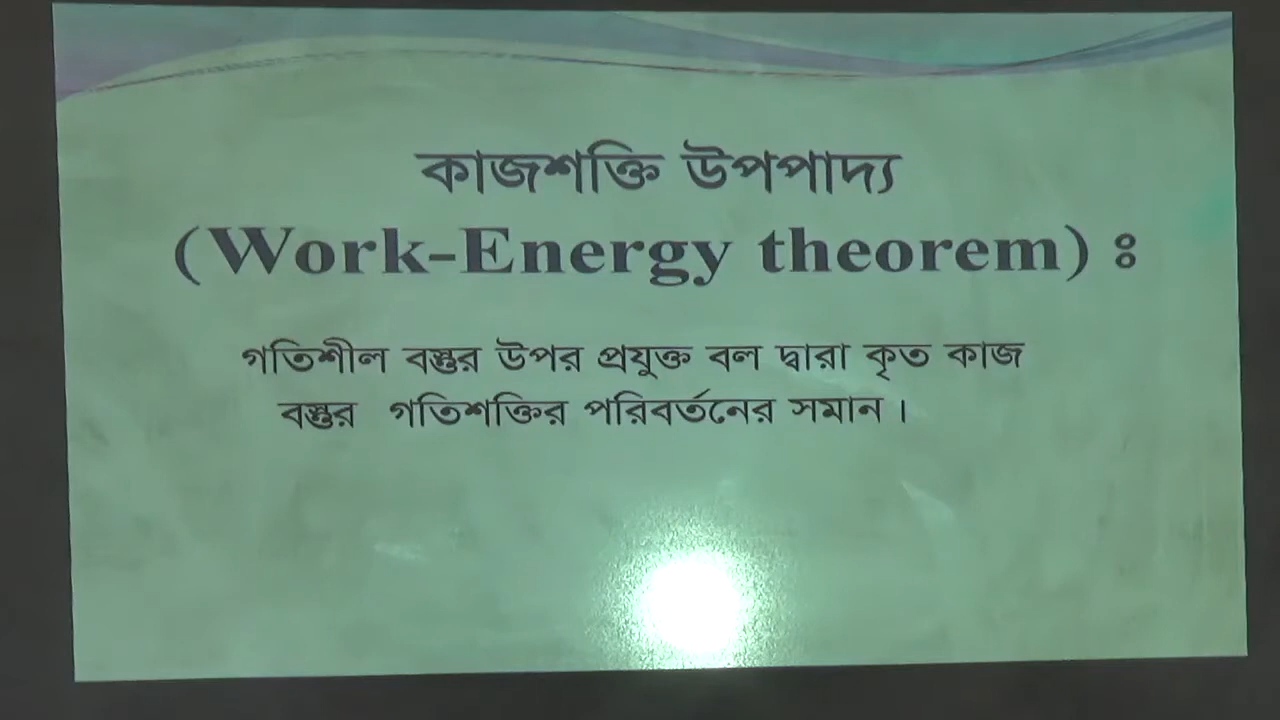 কাজশক্তি উপপাদ্য
(Work-Energy theorem) ঃ
গতিশীল বস্তুর উপর প্রযুক্ত বল দ্বারা কৃত কাজ
বস্তুর গতিশক্তির পরিবর্তনের সমান।